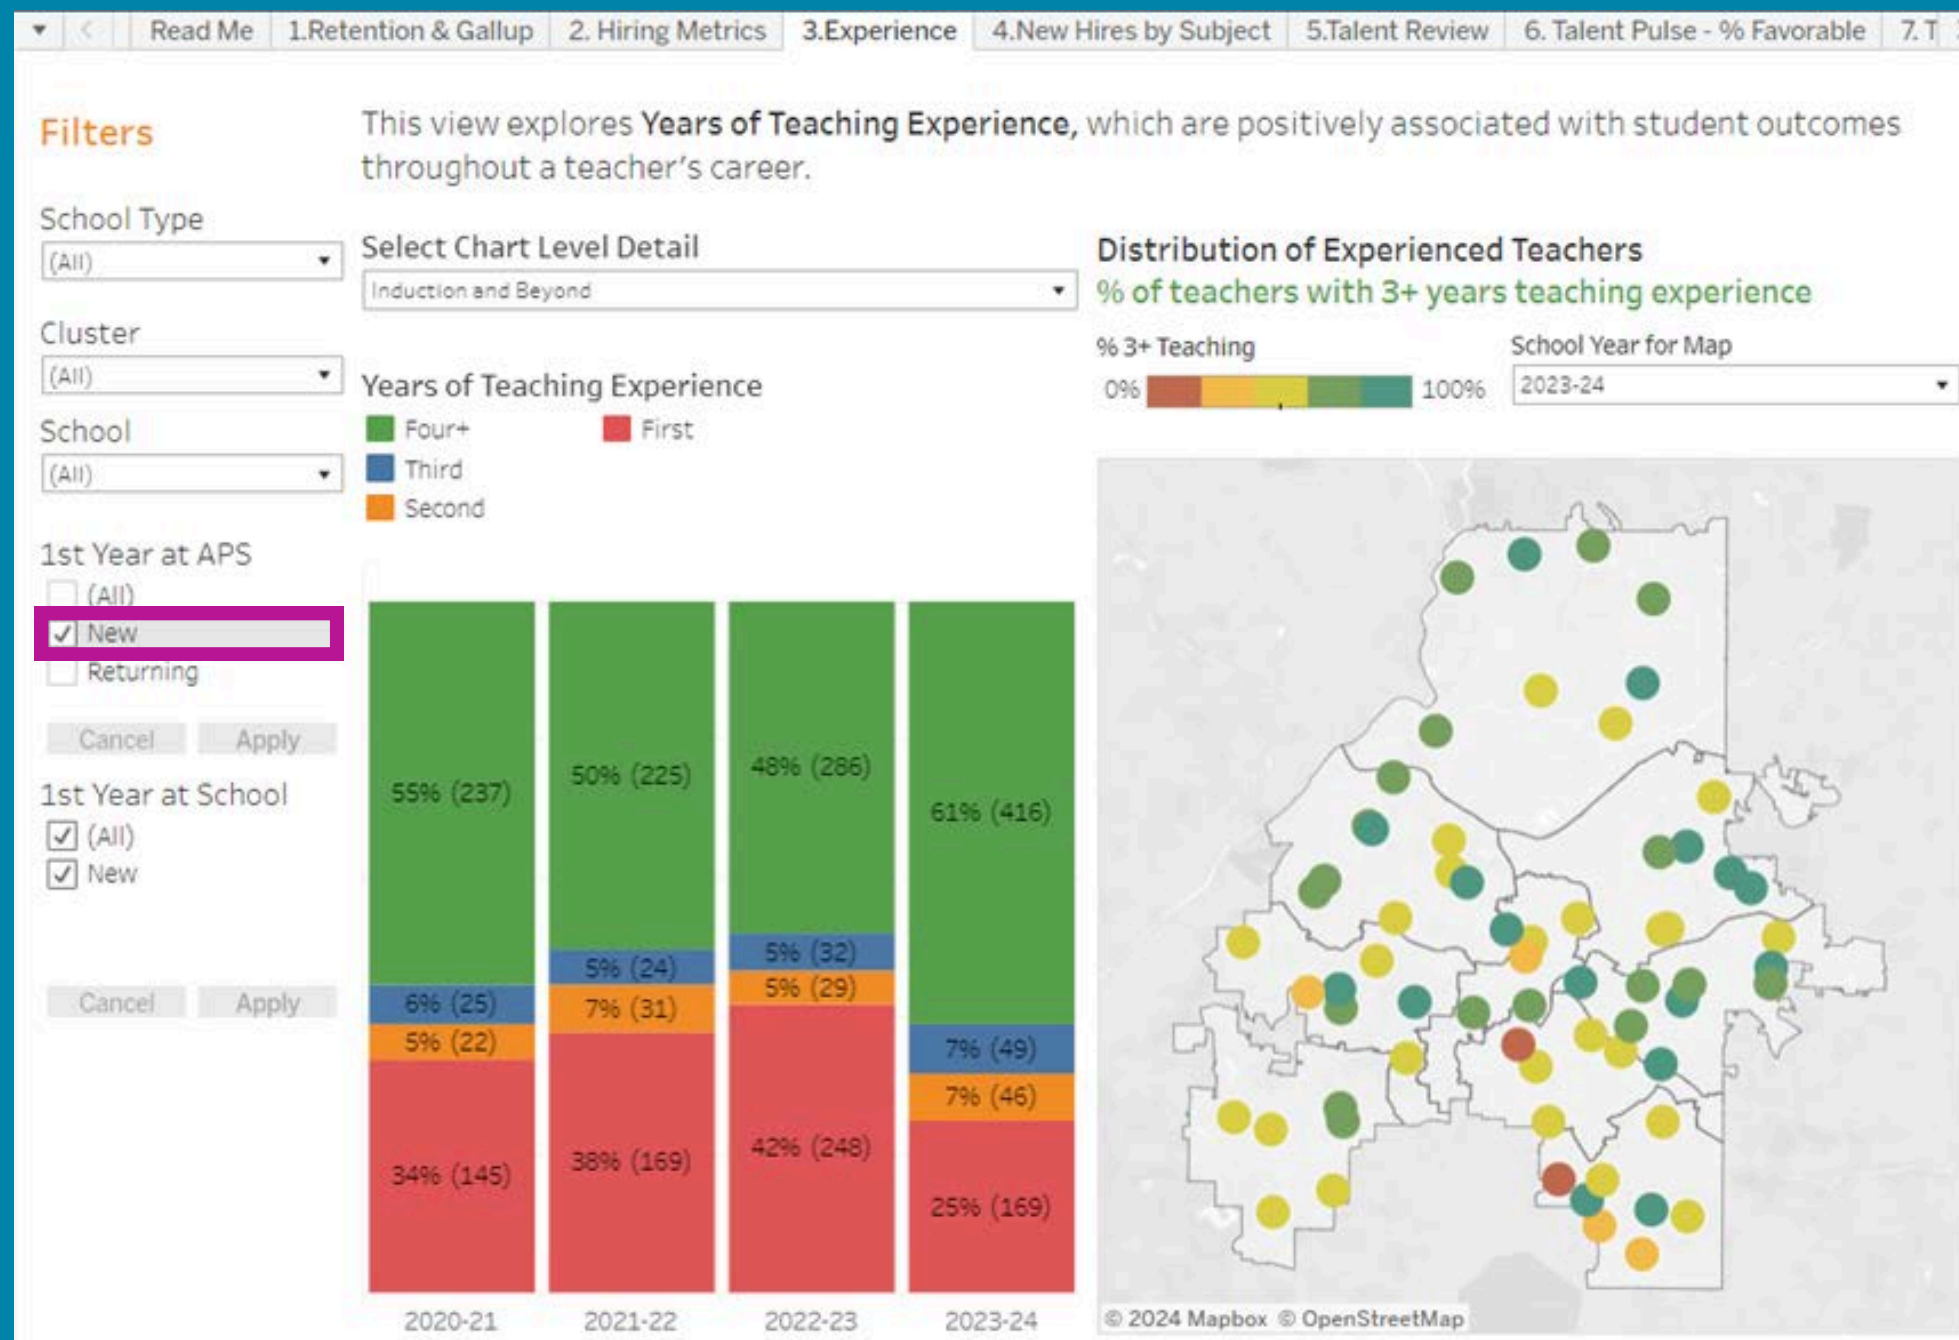 Read Me
1.Retention & Gallup
2. Hiring Metrics
3.Experience
4.New Hires by Subject
5.Talent Review
6. Talent Pulse - % Favorable
7. T
Filters
This view explores Years of Teaching Experience, which are positively associated with student outcomes
throughout a teacher's career.
School Type
(All)
Cluster
(All)
School
(All)
1st Year at APS
(All)
New
Returning
Cancel
Apply
1st Year at School
(All)
New
Cancel
Apply
Select Chart Level Detail
Induction and Beyond
Years of Teaching Experience
Four+
First
Third
Second
55% (237)
6% (25)
5% (22)
34% (145)
2020-21
50% (225)
5% (24)
7% (31)
38% (169)
2021-22
48% (286)
5% (32)
5% (29)
42% (248)
2022-23
61% (416)
7% (49)
7% (46)
25% (169)
2023-24
Distribution of Experienced Teachers
% of teachers with 3+ years teaching experience
% 3+ Teaching
0%
100%
School Year for Map
2023-24
© 2024 Mapbox © OpenStreetMap